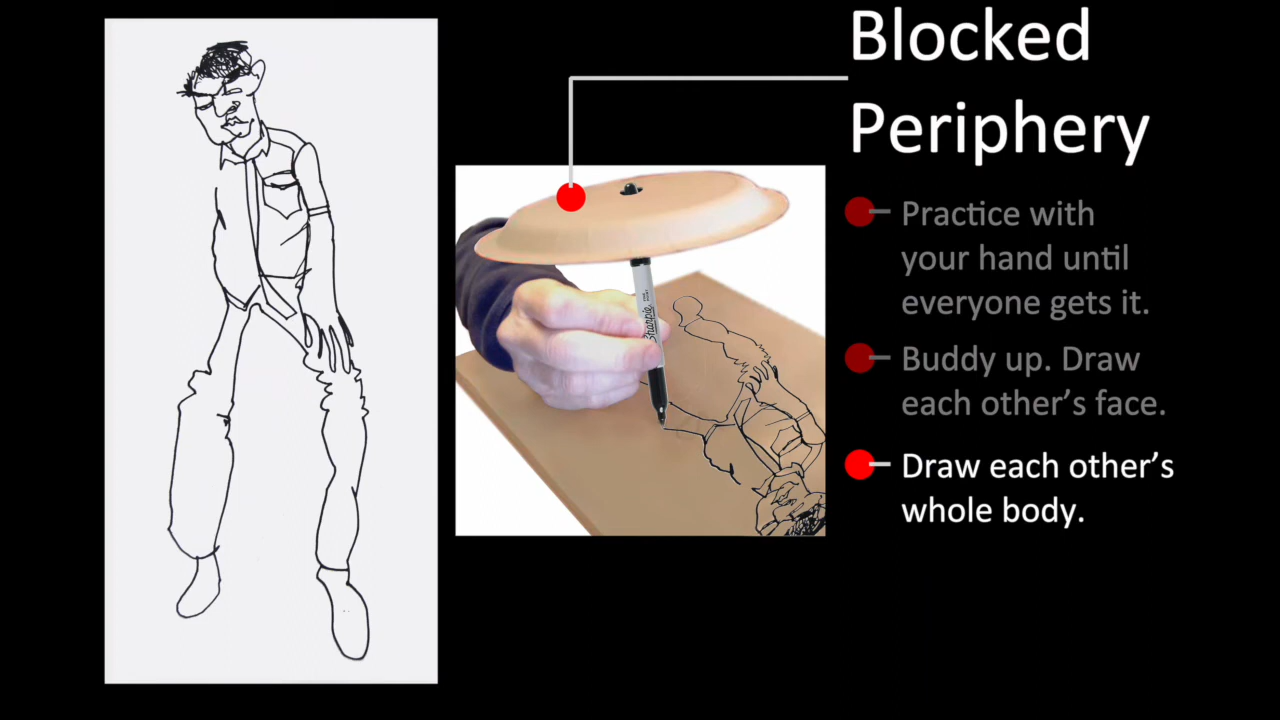 Blocked
Periphery
Practice with
your hand until
everyone gets it.
Buddy up. Draw
each other’s face.
Draw each other’s
whole body.
Sharpie